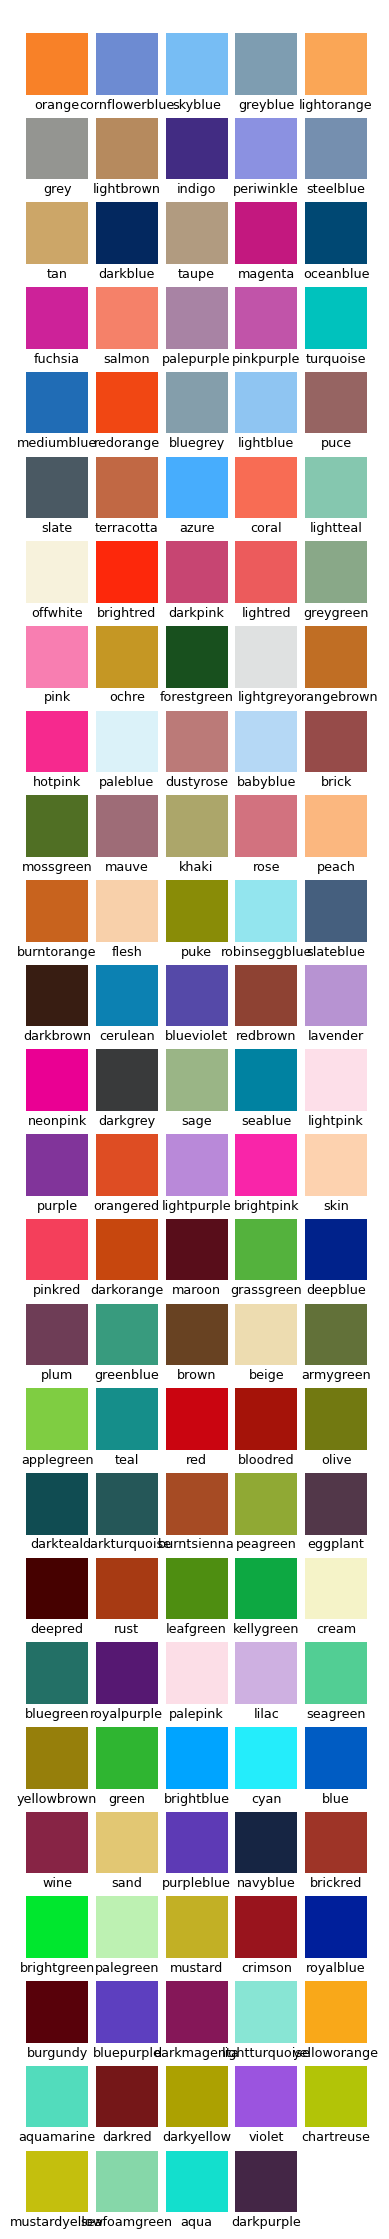 orange cornflowerblue skyblue greyblue lightorange
grey lightbrown indigo periwinkle steelblue
tan darkblue taupe magenta oceanblue
fuchsia salmon palepurple pinkpurple turquoise
mediumblue redorange bluegrey lightblue puce
slate terracotta azure coral lightteal
offwhite brightred darkpink lightred greygreen
pink ochre forestgreen lightgrey orangebrown
hotpink paleblue dustyrose babyblue brick
mossgreen mauve khaki rose peach
burntorange flesh puke robinseggblue slateblue
darkbrown cerulean blueviolet redbrown lavender
neonpink darkgrey sage seablue lightpink
purple orangered lightpurple brightpink skin
pinkred darkorange maroon grassgreen deepblue
plum greenblue brown beige armygreen
applegreen teal red bloodred olive
darkteal darkturquoise burntsienna peagreen eggplant
deepred rust leafgreen kellygreen cream
bluegreen royalpurple palepink lilac seagreen
yellowbrown green brightblue cyan blue
wine sand purpleblue navyblue brickred
brightgreen palegreen mustard crimson royalblue
burgundy bluepurple darkmagenta lightturquoise yelloworange
aquamarine darkred darkyellow violet chartreuse
mustardyellow seafoamgreen aqua darkpurple